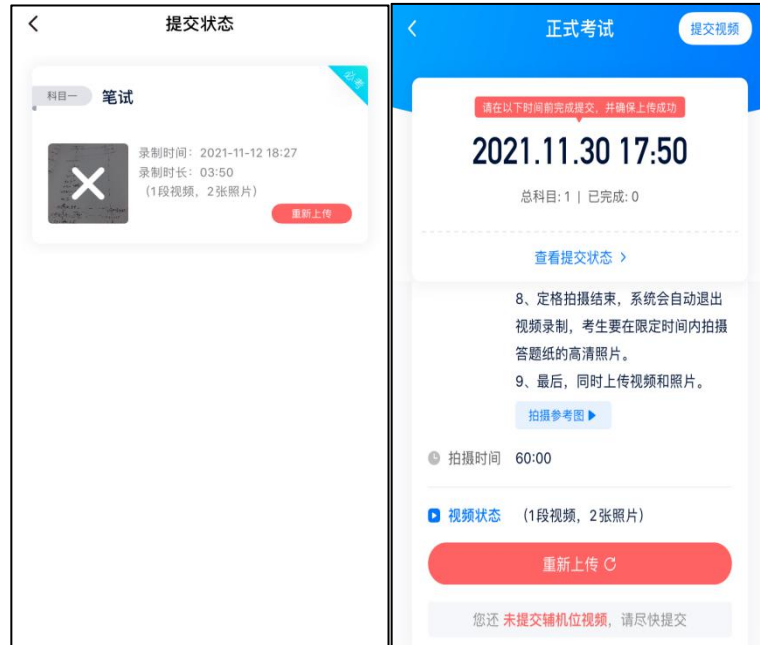 提交状态
必考
科目一
笔试
录制时间：2021-11-12 18:27
录制时长：03:50
（1段视频，2张照片）
重新上传
正式考试
提交视频
请在以下时间前完成提交，并确保上传成功
2021.11.30 17:50
总科目: 1 | 已完成: 0
查看提交状态
8、定格拍摄结束，系统会自动退出
视频录制，考生要在限定时间内拍摄
答题纸的高清照片。
9、最后，同时上传视频和照片。
拍摄参考图
拍摄时间 60:00
视频状态 （1段视频，2张照片）
重新上传
您还 未提交辅机位视频，请尽快提交